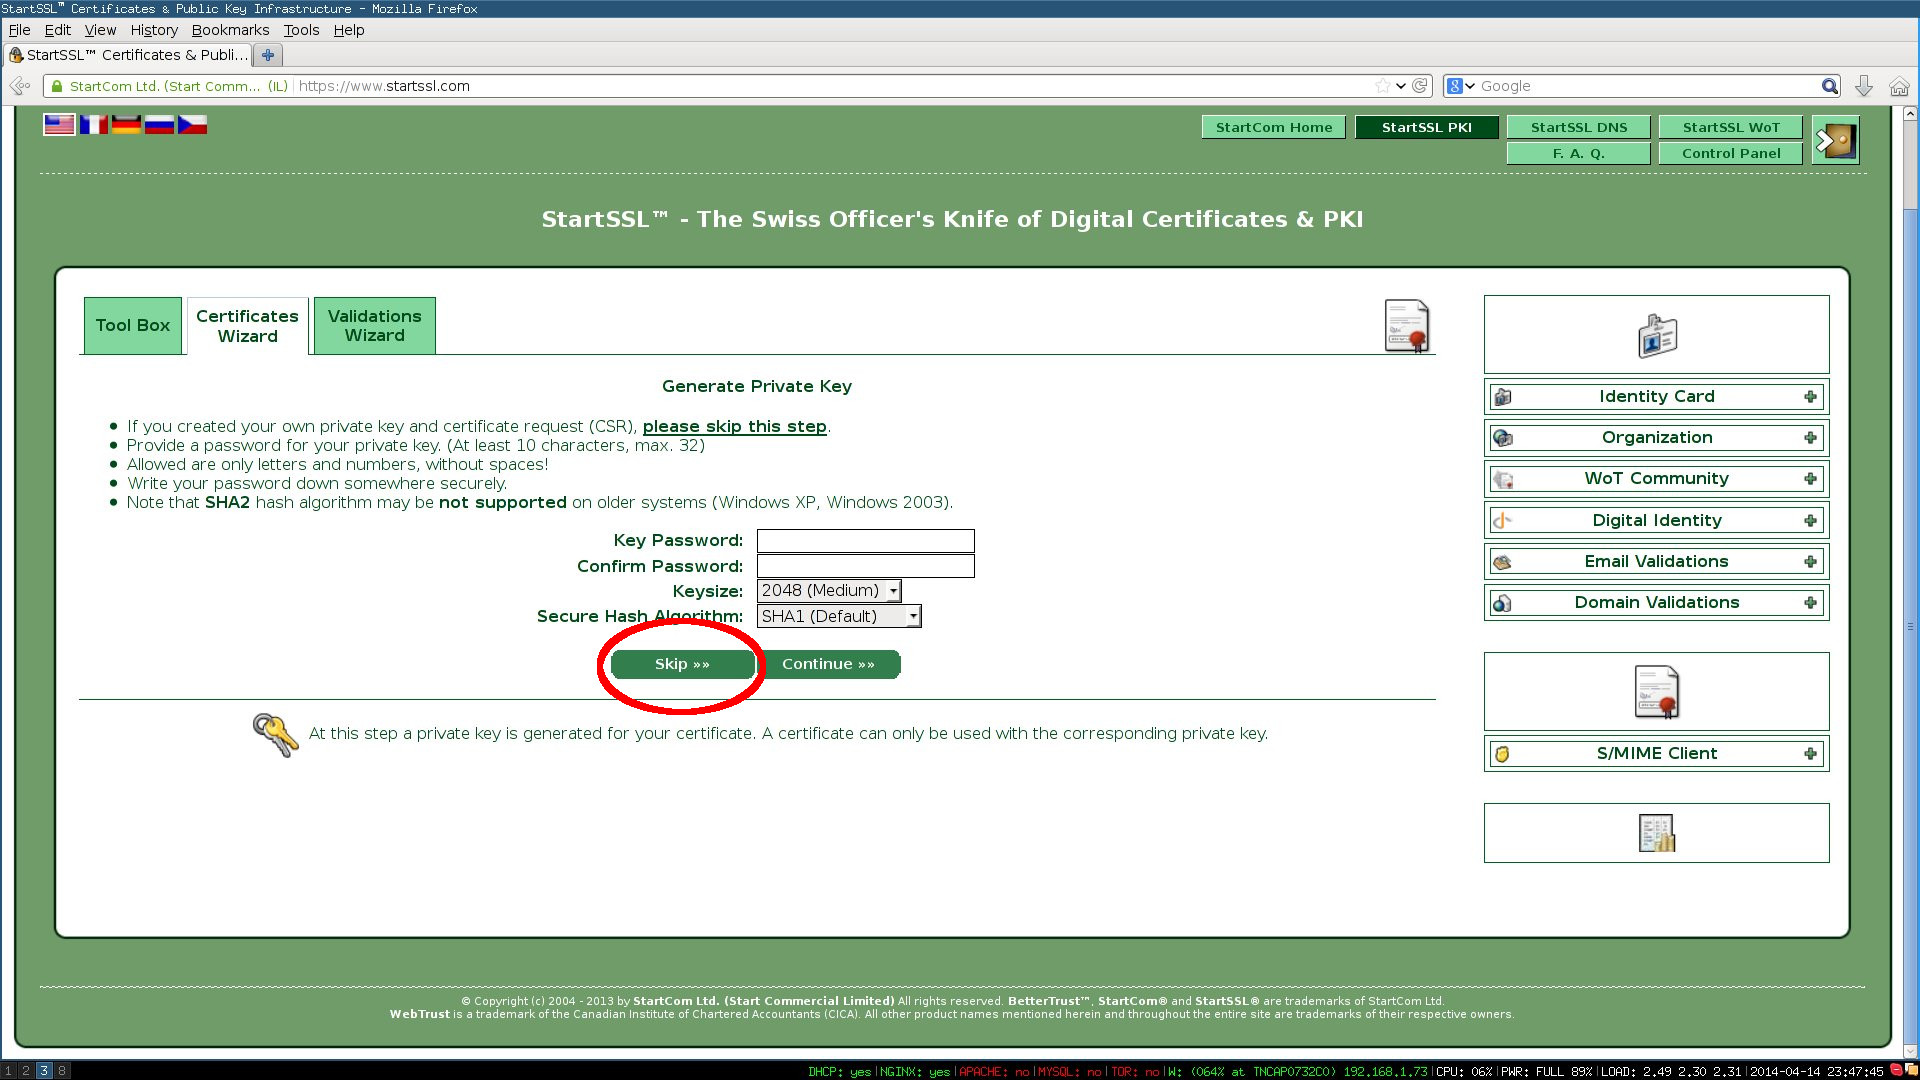 StartSSL™ Certificates & Public Key Infrastructure - Mozilla Firefox
File Edit View History Bookmarks Tools Help
StartSSL™ Certificates & Publi...
StartCom Ltd. (Start Comm... (IL) https://www.startssl.com
Google
StartCom Home StartSSL PKI StartSSL DNS StartSSL WoT
F. A. Q. Control Panel
StartSSL™ - The Swiss Officer's Knife of Digital Certificates & PKI
Tool Box
Certificates Wizard
Validations Wizard
Generate Private Key
If you created your own private key and certificate request (CSR), please skip this step.
Provide a password for your private key. (At least 10 characters, max. 32)
Allowed are only letters and numbers, without spaces!
Write your password down somewhere securely.
Note that SHA2 hash algorithm may be not supported on older systems (Windows XP, Windows 2003).
Key Password:
Confirm Password:
Keysize: 2048 (Medium)
Secure Hash Algorithm: SHA1 (Default)
Skip »» Continue »»
At this step a private key is generated for your certificate. A certificate can only be used with the corresponding private key.
Identity Card
Organization
WoT Community
Digital Identity
Email Validations
Domain Validations
S/MIME Client
© Copyright (c) 2004 - 2013 by StartCom Ltd. (Start Commercial Limited) All rights reserved. BetterTrust™, StartCom® and StartSSL® are trademarks of StartCom Ltd.
WebTrust is a trademark of the Canadian Institute of Chartered Accountants (CICA). All other product names mentioned herein and throughout the entire site are trademarks of their respective owners.
1 2 3 8 DHCP: yes|NGINX: yes|APACHE: no|MYSQL: no|TOR: no|W: (064% at TNCAP0732C0) 192.168.1.73|CPU: 06%|PWR: FULL 89%|LOAD: 2.49 2.30 2.31|2014-04-14 23:47:45